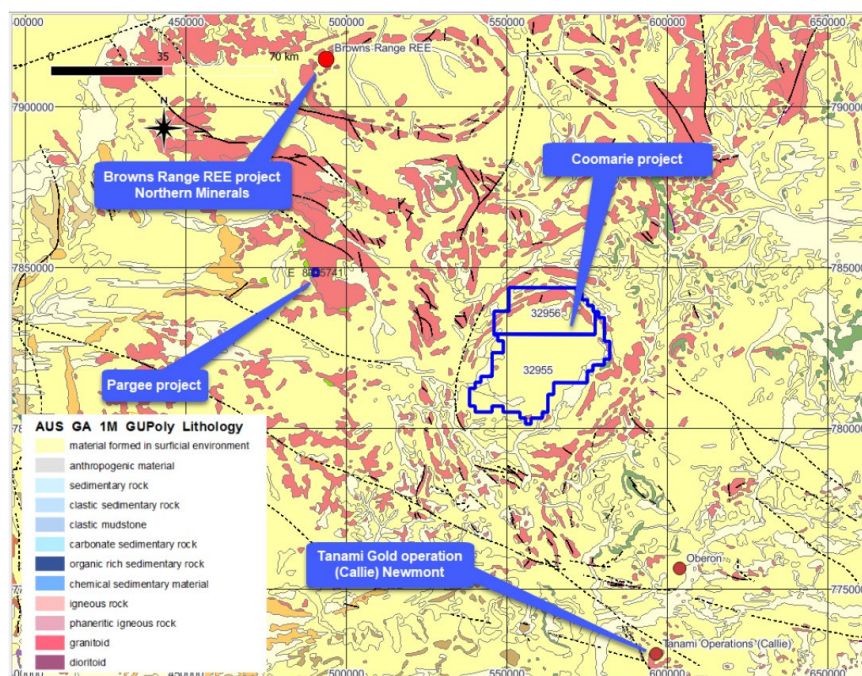 450000
500000
550000
600000
650000
0
35
70 km
Browns Range REE
7900000
7900000
N
Browns Range REE project
Northern Minerals
Coomarie project
7850000
7850000
32956
Pargee project
32955
AUS GA 1M GUPoly Lithology
material formed in surficial environment
anthropogenic material
sedimentary rock
clastic sedimentary rock
clastic mudstone
carbonate sedimentary rock
organic rich sedimentary rock
chemical sedimentary material
igneous rock
phaneritic igneous rock
granitoid
dioritoid
780000
Tanami Gold operation
(Callie) Newmont
Oberon
775000
Tanami Operations (Callie)
00000
450000
500000
550000
600000
650000